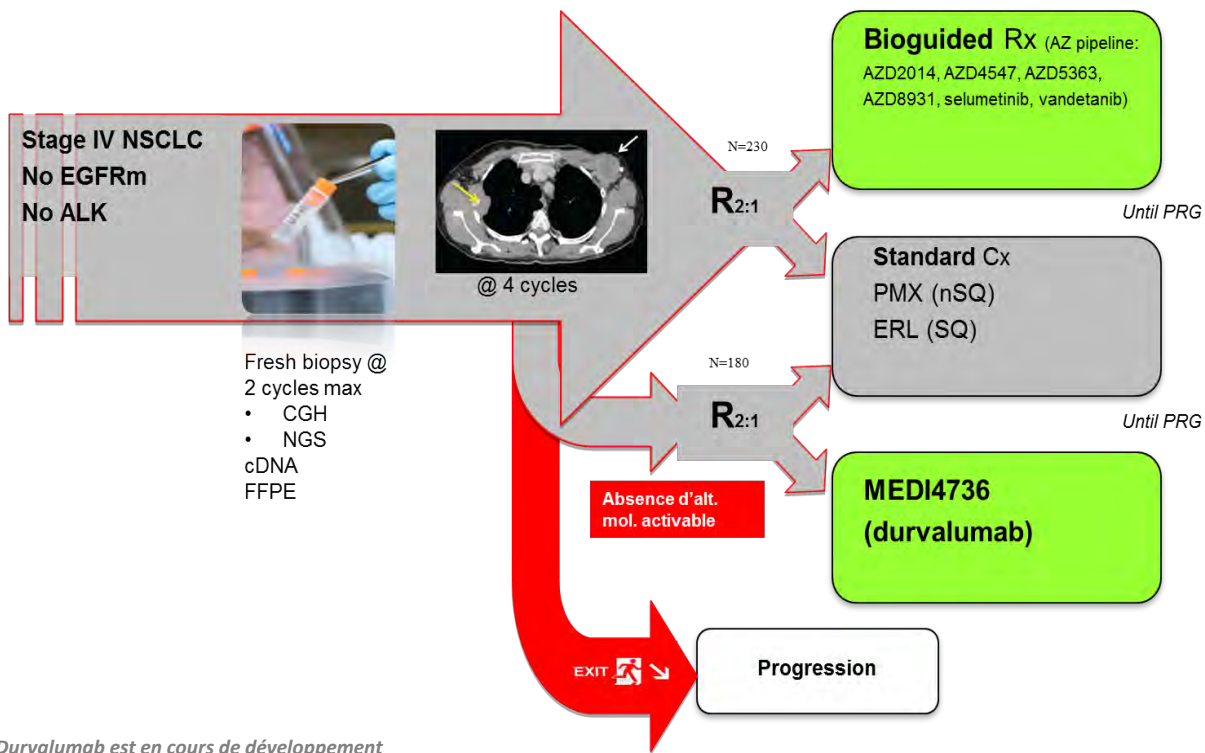 Stage IV NSCLC
No EGFRm
No ALK
@ 4 cycles
Fresh biopsy @
2 cycles max
• CGH
• NGS
cDNA
FFPE
N=230
R2:1
Bioguided Rx (AZ pipeline:
AZD2014, AZD4547, AZD5363,
AZD8931, selumetinib, vandetanib)
Until PRG
Standard Cx
PMX (nSQ)
ERL (SQ)
N=180
R2:1
Until PRG
Absence d'alt.
mol. activable
MEDI4736
(durvalumab)
EXIT
Progression
Durvalumab est en cours de développement